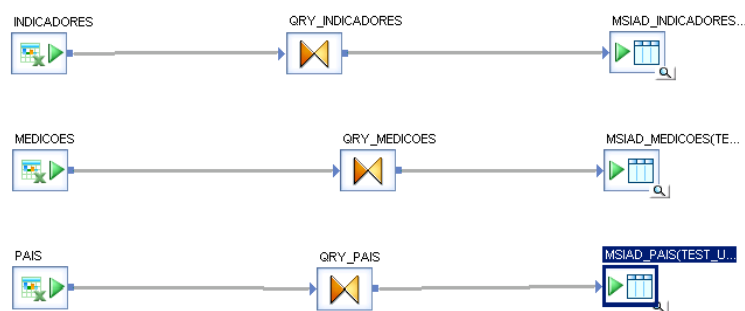 INDICADORES
QRY_INDICADORES
MSIAD_INDICADORES...
MEDICOES
QRY_MEDICOES
MSIAD_MEDICOES(TE...
PAIS
QRY_PAIS
MSIAD_PAIS(TEST_U...